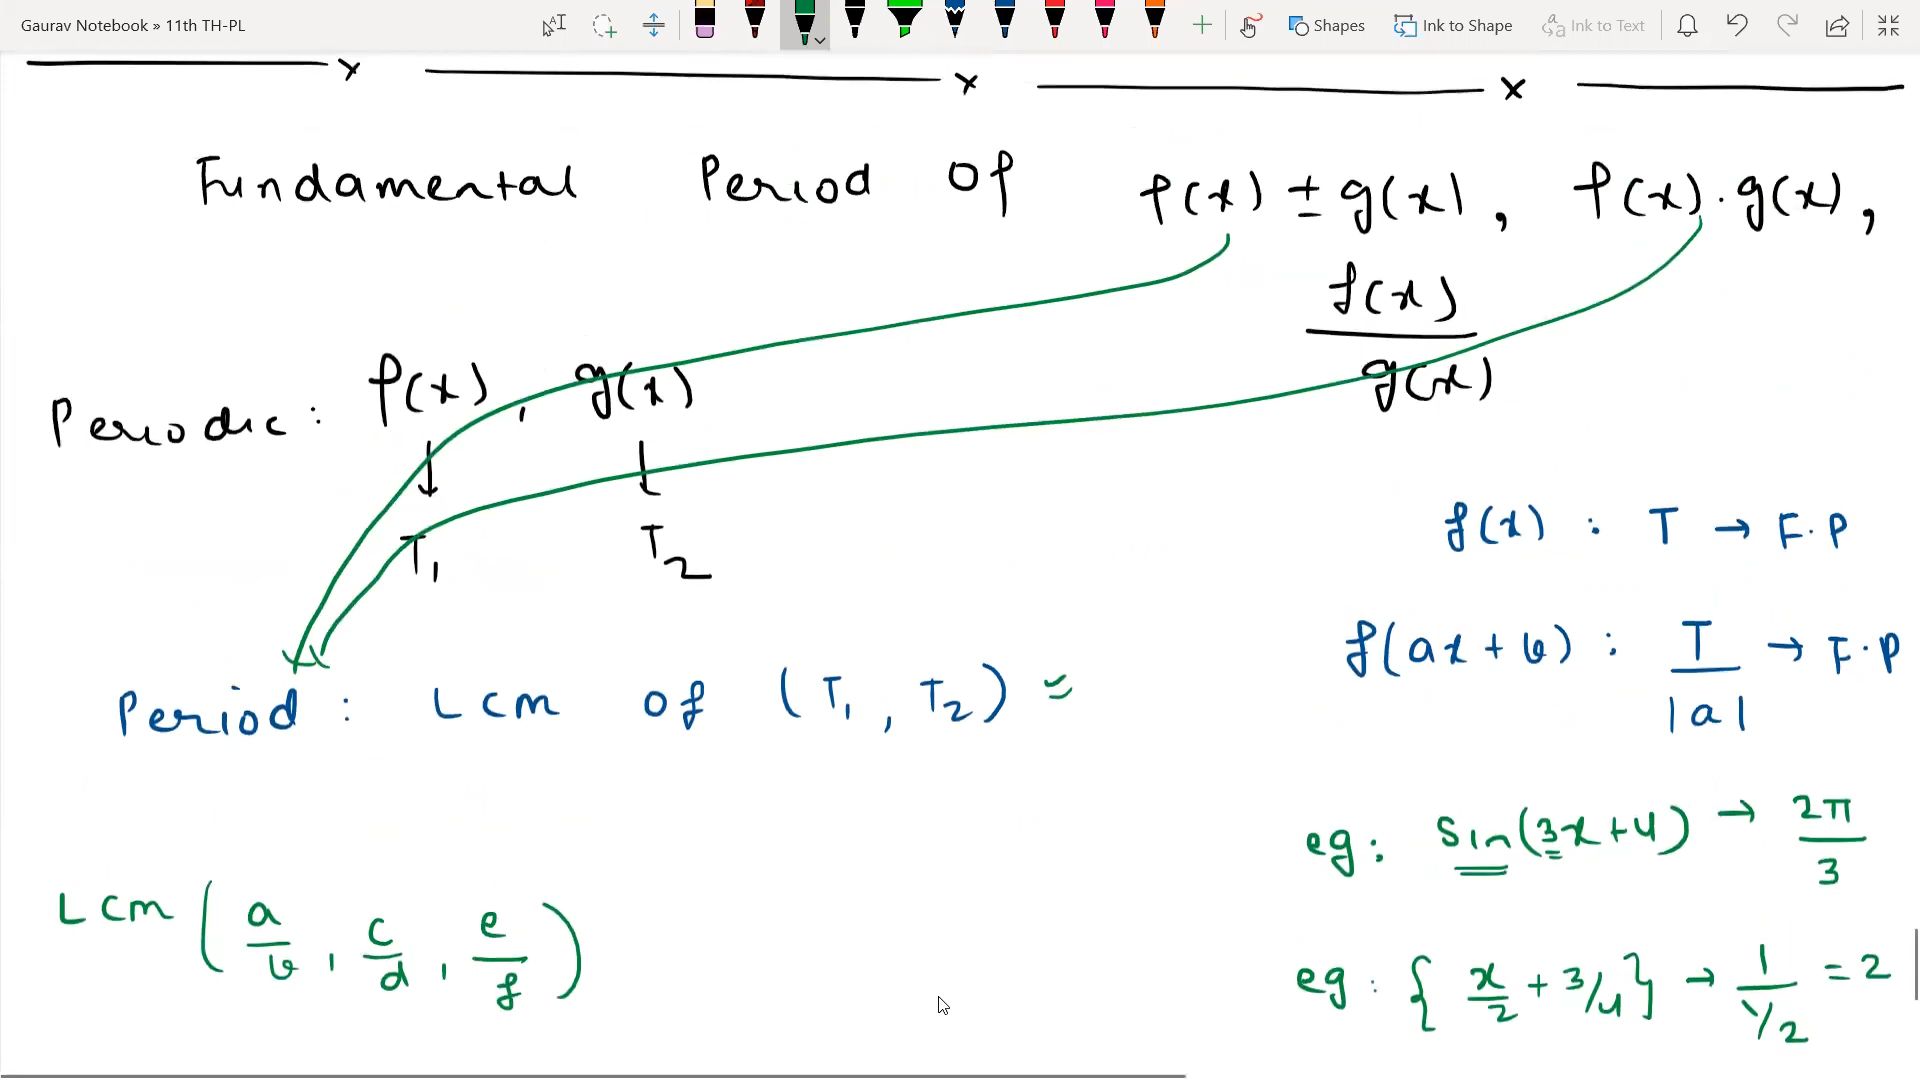 Gaurav Notebook » 11th TH-PL
Shapes
Ink to Shape
Ink to Text
Fundamental Period of f(x) ± g(x), f(x) · g(x),
f(x)
g(x)
Periodic : f(x), g(x)
T₁ T₂
f(x) : T → F.P
f(ax + b) : T/|a| → F.P
Period : Lcm of (T₁, T₂) =
eg: Sin(3x+4) → 2π/3
Lcm (a/b, c/d, e/f)
eg: {x/2 + 3/4} → 1/(1/2) = 2